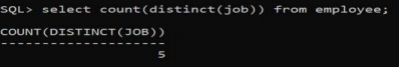 SQL> select count(distinct(job)) from employee;
COUNT(DISTINCT(JOB))
--------------------
5